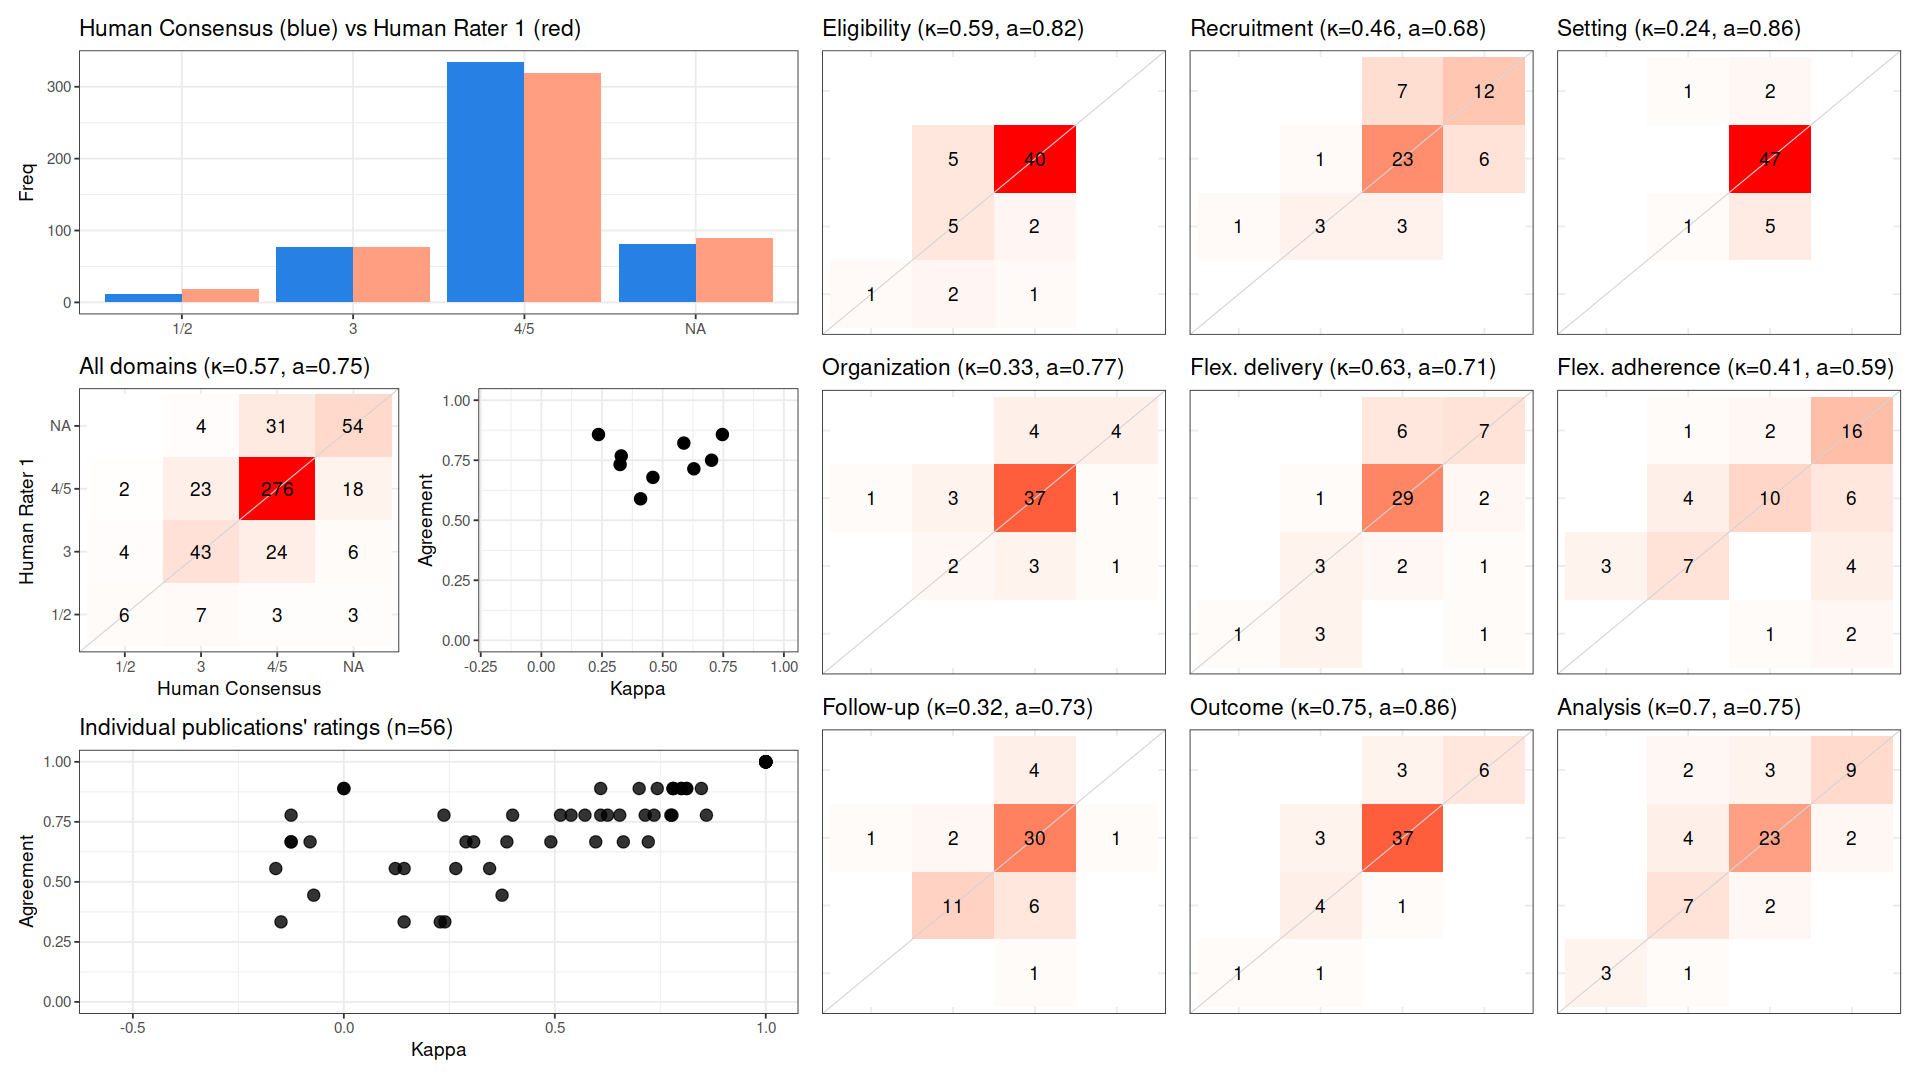 Human Consensus (blue) vs Human Rater 1 (red)
Freq
300
200
100
0
1/2 3 4/5 NA
All domains (κ=0.57, a=0.75)
Human Rater 1
NA 4 31 54
4/5 2 23 276 18
3 4 43 24 6
1/2 6 7 3 3
1/2 3 4/5 NA
Human Consensus
Agreement
1.00
0.75
0.50
0.25
0.00
-0.25 0.00 0.25 0.50 0.75 1.00
Kappa
Individual publications' ratings (n=56)
Agreement
1.00
0.75
0.50
0.25
0.00
-0.5 0.0 0.5 1.0
Kappa
Eligibility (κ=0.59, a=0.82)
5 40
5 2
1 2 1
Recruitment (κ=0.46, a=0.68)
7 12
1 23 6
1 3 3
Setting (κ=0.24, a=0.86)
1 2
47
1 5
Organization (κ=0.33, a=0.77)
4 4
1 3 37 1
2 3 1
Flex. delivery (κ=0.63, a=0.71)
6 7
1 29 2
3 2 1
1 3 1
Flex. adherence (κ=0.41, a=0.59)
1 2 16
4 10 6
3 7 4
1 2
Follow-up (κ=0.32, a=0.73)
4
1 2 30 1
11 6
1
Outcome (κ=0.75, a=0.86)
3 6
3 37
4 1
1 1
Analysis (κ=0.7, a=0.75)
2 3 9
4 23 2
7 2
3 1